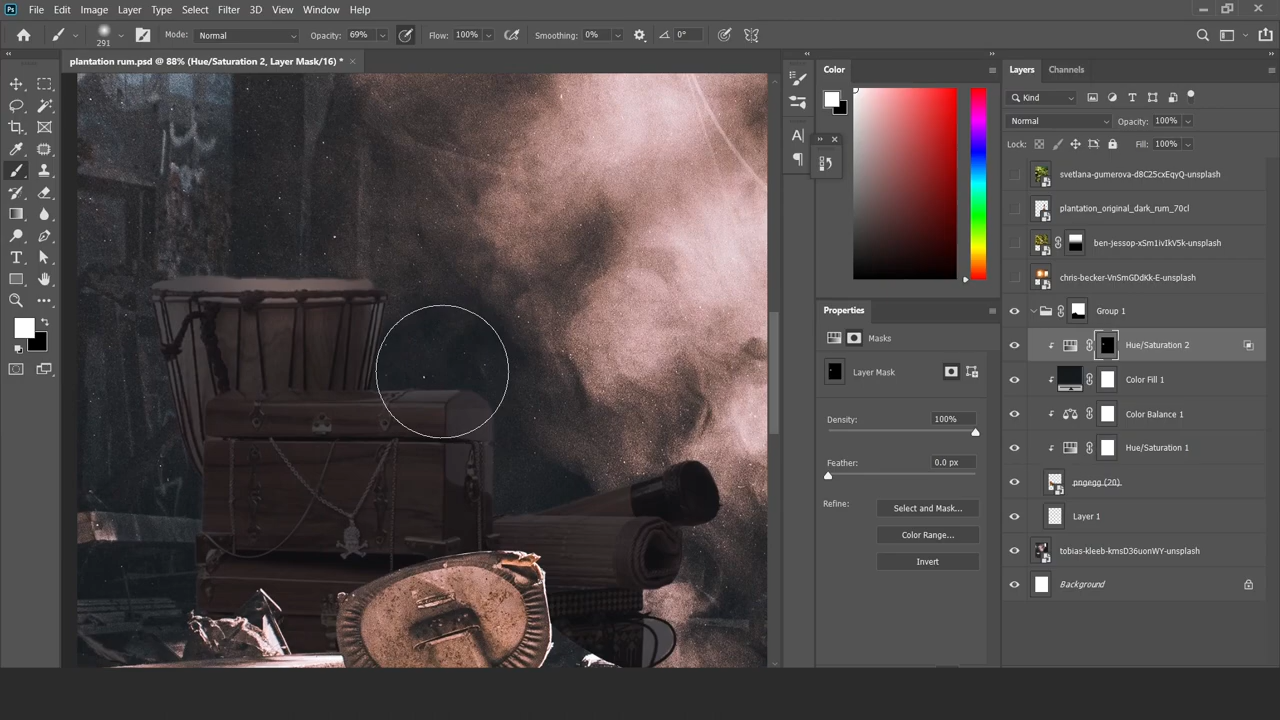 Ps File Edit Image Layer Type Select Filter 3D View Window Help
291 Mode: Normal Opacity: 69% Flow: 100% Smoothing: 0% 0°
plantation rum.psd @ 88% (Hue/Saturation 2, Layer Mask/16) *
Color
Properties
Masks
Layer Mask
Density: 100%
Feather: 0.0 px
Refine: Select and Mask...
Color Range...
Invert
Layers Channels
Kind
Normal Opacity: 100%
Lock: Fill: 100%
svetlana-gumerova-d8C25cxEqyQ-unsplash
plantation_original_dark_rum_70cl
ben-jessop-xSm1ivIkV5k-unsplash
chris-becker-VnSmGDdKk-E-unsplash
Group 1
Hue/Saturation 2
Color Fill 1
Color Balance 1
Hue/Saturation 1
pngegg (20)
Layer 1
tobias-kleeb-kmsD36uonWY-unsplash
Background